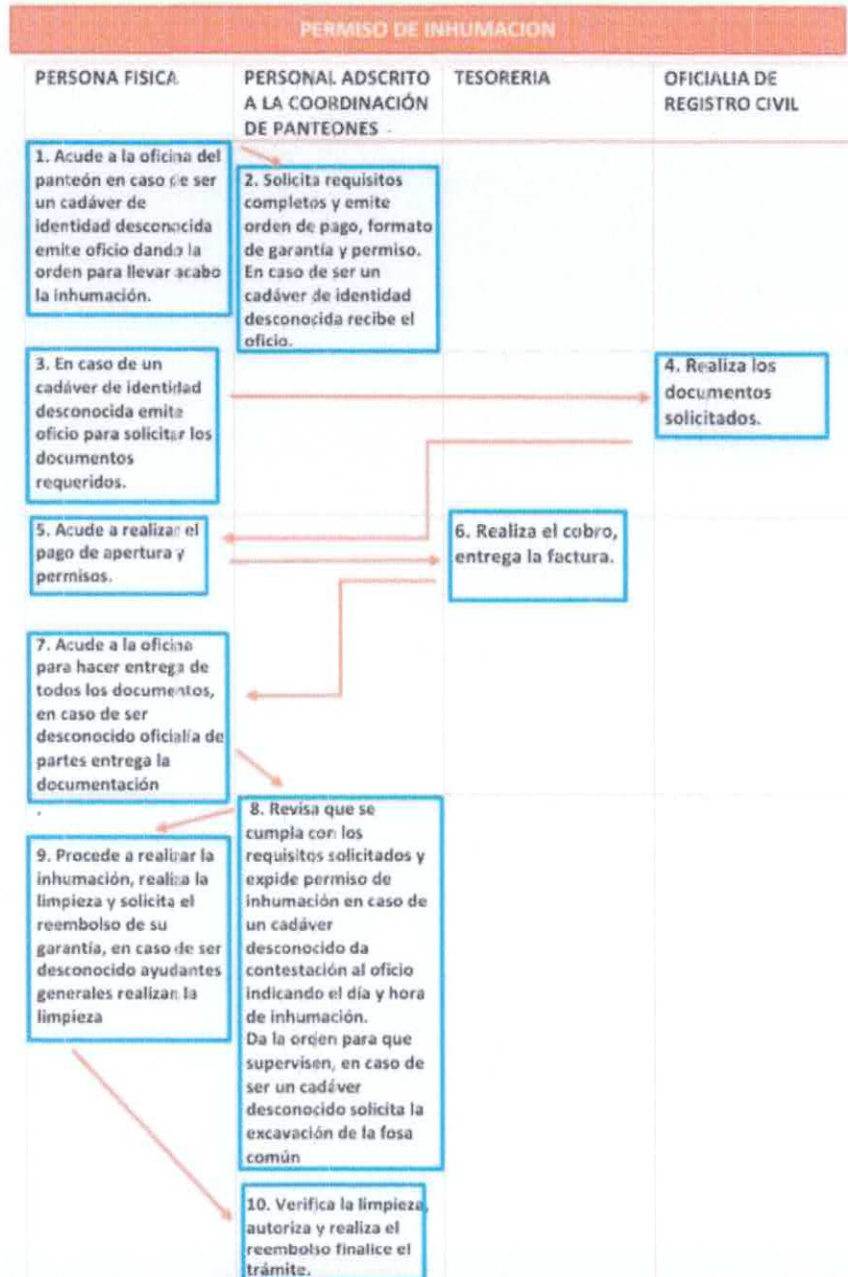 PERMISO DE INHUMACION
PERSONA FISICA
PERSONAL ADSCRITO
A LA COORDINACIÓN
DE PANTEONES
TESORERIA
OFICIALIA DE
REGISTRO CIVIL
1. Acude a la oficina del
panteón en caso de ser
un cadáver de
identidad desconocida
emite oficio dando la
orden para llevar acabo
la inhumación.
2. Solicita requisitos
completos y emite
orden de pago, formato
de garantía y permiso.
En caso de ser un
cadáver de identidad
desconocida recibe el
oficio.
3. En caso de un
cadáver de identidad
desconocida emite
oficio para solicitar los
documentos
requeridos.
4. Realiza los
documentos
solicitados.
5. Acude a realizar el
pago de apertura y
permisos.
6. Realiza el cobro,
entrega la factura.
7. Acude a la oficina
para hacer entrega de
todos los documentos,
en caso de ser
desconocido oficialía de
partes entrega la
documentación
.
8. Revisa que se
cumpla con los
requisitos solicitados y
expide permiso de
inhumación en caso de
un cadáver
desconocido da
contestación al oficio
indicando el día y hora
de inhumación.
Da la orden para que
supervisen, en caso de
ser un cadáver
desconocido solicita la
excavación de la fosa
común
9. Procede a realizar la
inhumación, realiza la
limpieza y solicita el
reembolso de su
garantía, en caso de ser
desconocido ayudantes
generales realizan la
limpieza
10. Verifica la limpieza,
autoriza y realiza el
reembolso finalice el
trámite.